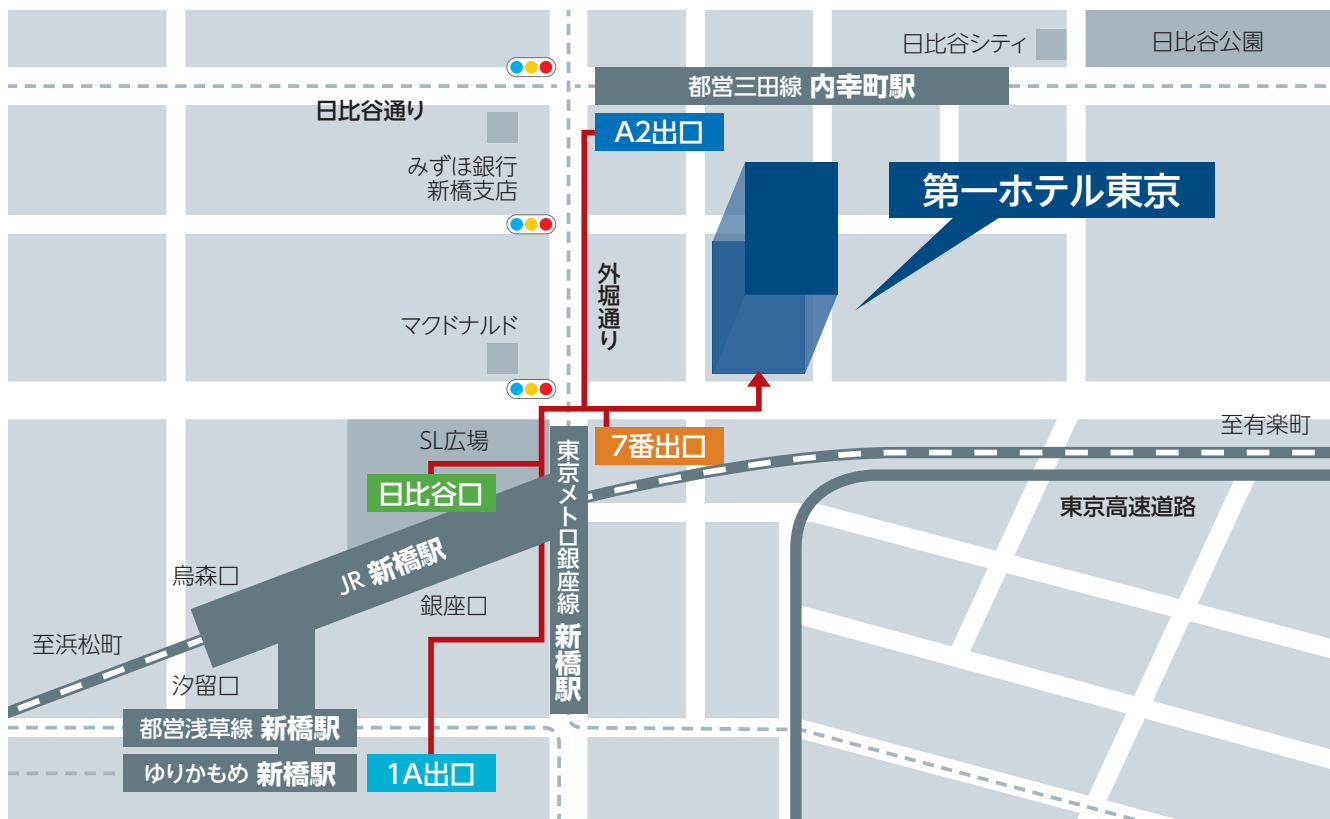 日比谷シティ
日比谷公園
都営三田線 内幸町駅
日比谷通り
A2出口
みずほ銀行
新橋支店
第一ホテル東京
外堀通り
マクドナルド
SL広場
7番出口
至有楽町
日比谷口
東京メトロ銀座線 新橋駅
東京高速道路
JR 新橋駅
烏森口
銀座口
至浜松町
汐留口
都営浅草線 新橋駅
ゆりかもめ 新橋駅
1A出口